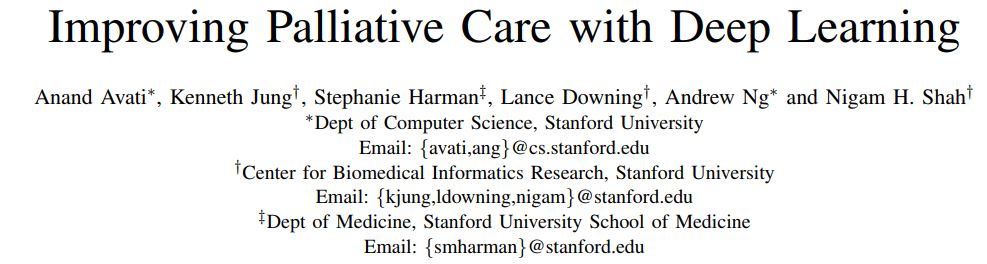 Improving Palliative Care with Deep Learning
Anand Avati*, Kenneth Jung†, Stephanie Harman‡, Lance Downing†, Andrew Ng* and Nigam H. Shah†
*Dept of Computer Science, Stanford University
Email: {avati,ang}@cs.stanford.edu
†Center for Biomedical Informatics Research, Stanford University
Email: {kjung,ldowning,nigam}@stanford.edu
‡Dept of Medicine, Stanford University School of Medicine
Email: {smharman}@stanford.edu